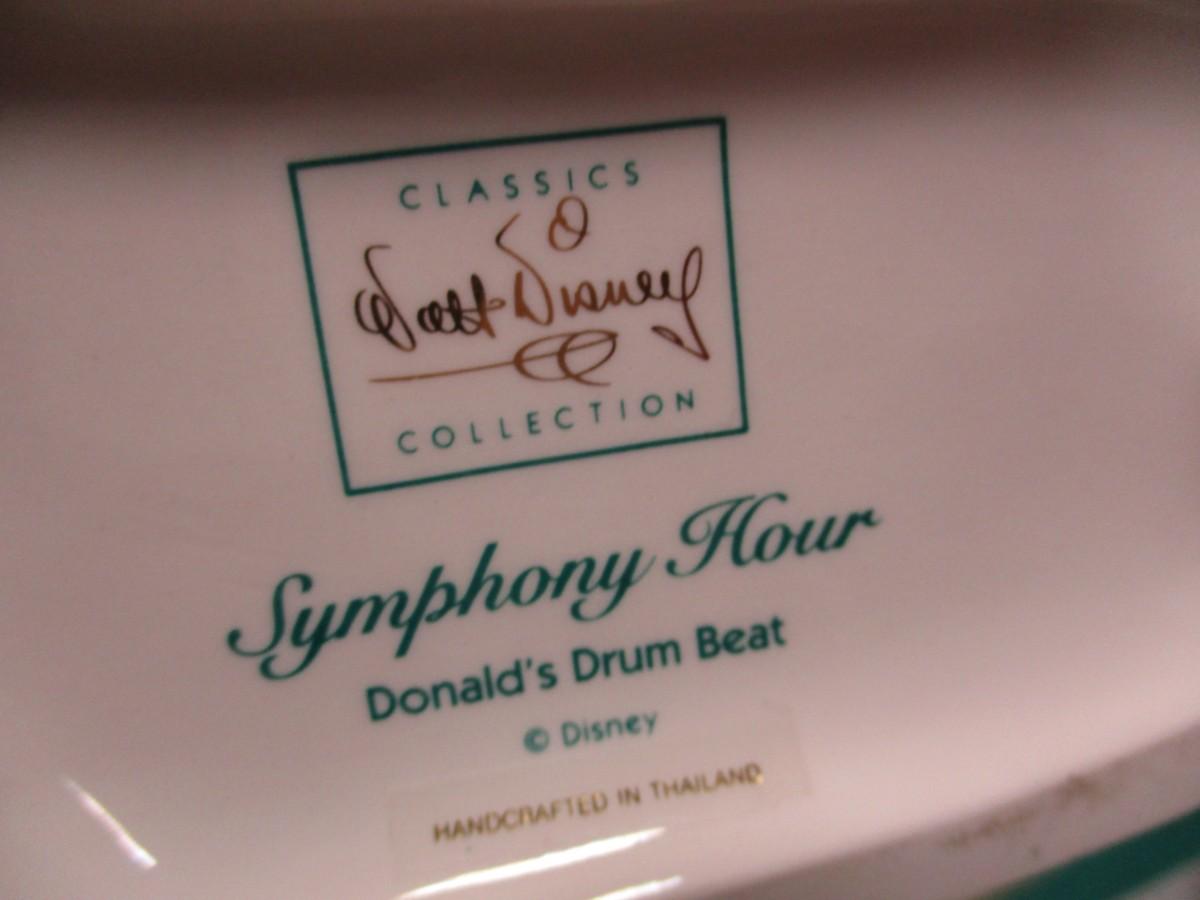 CLASSICS
Walt Disney
COLLECTION
Symphony Hour
Donald's Drum Beat
© Disney
HANDCRAFTED IN THAILAND